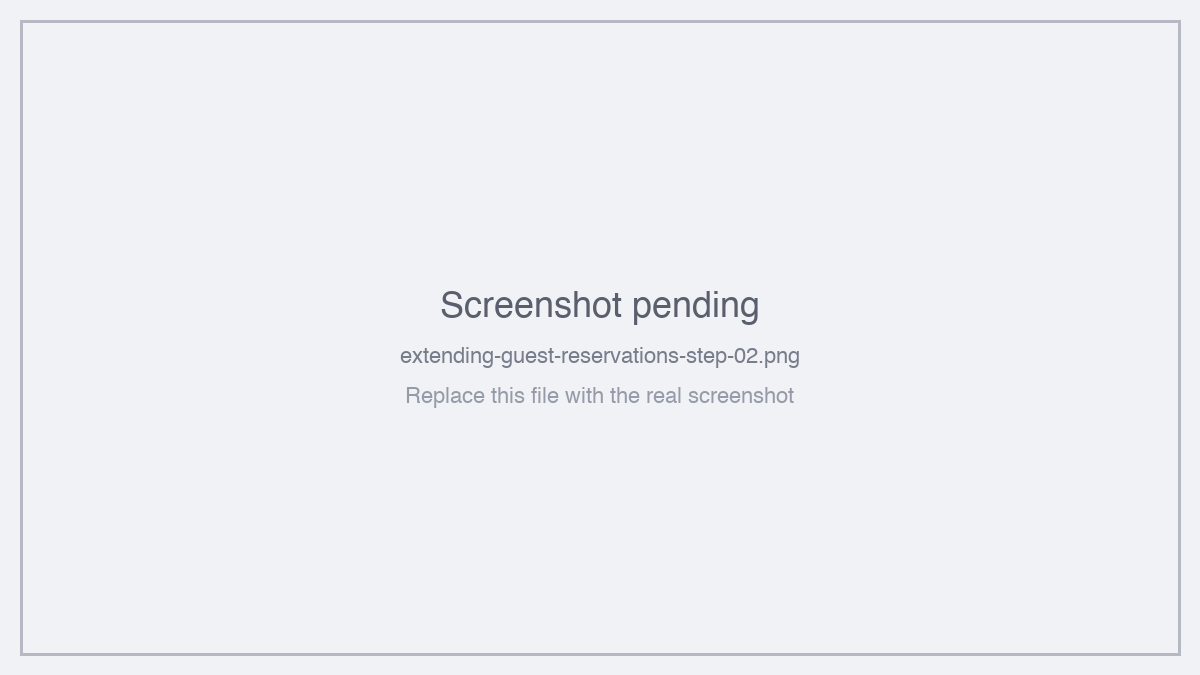 Screenshot pending
extending-guest-reservations-step-02.png
Replace this file with the real screenshot